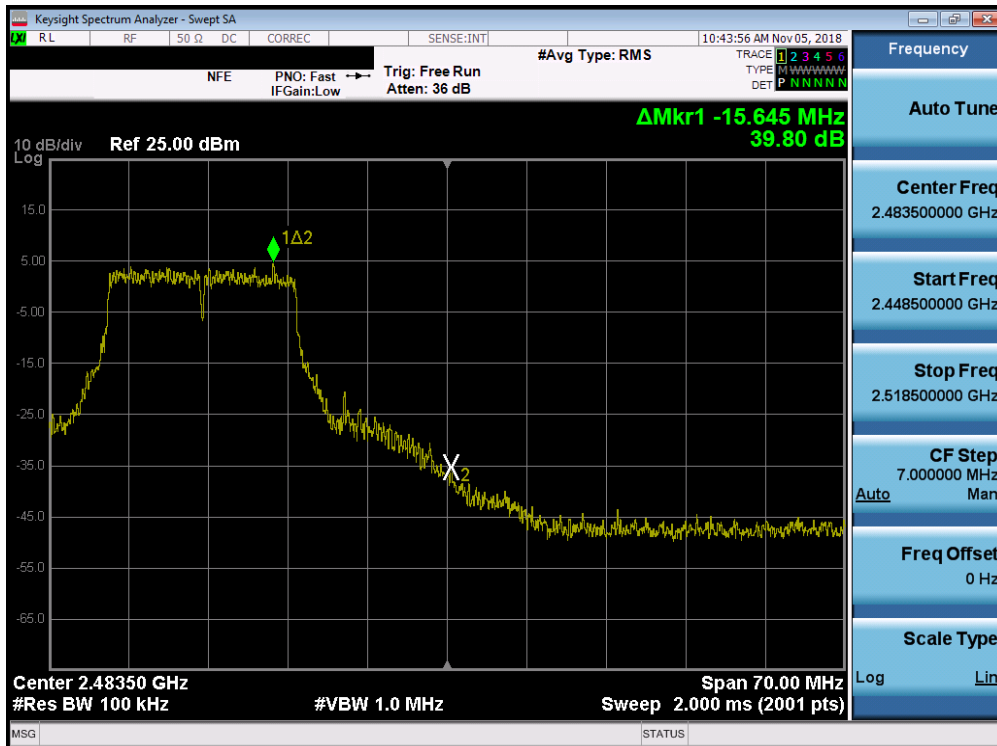 Keysight Spectrum Analyzer - Swept SA
LXI RL RF 50 Ω DC CORREC SENSE:INT 10:43:56 AM Nov 05, 2018
#Avg Type: RMS TRACE 1 2 3 4 5 6
NFE PNO: Fast Trig: Free Run TYPE M W W W W W
IFGain:Low Atten: 36 dB DET P N N N N N
ΔMkr1 -15.645 MHz
39.80 dB
10 dB/div Ref 25.00 dBm
Log
15.0
1Δ2
5.00
-5.00
-15.0
-25.0
-35.0
X2
-45.0
-55.0
-65.0
Center 2.48350 GHz Span 70.00 MHz
#Res BW 100 kHz #VBW 1.0 MHz Sweep 2.000 ms (2001 pts)
MSG STATUS
Frequency
Auto Tune
Center Freq
2.483500000 GHz
Start Freq
2.448500000 GHz
Stop Freq
2.518500000 GHz
CF Step
7.000000 MHz
Auto Man
Freq Offset
0 Hz
Scale Type
Log Lin